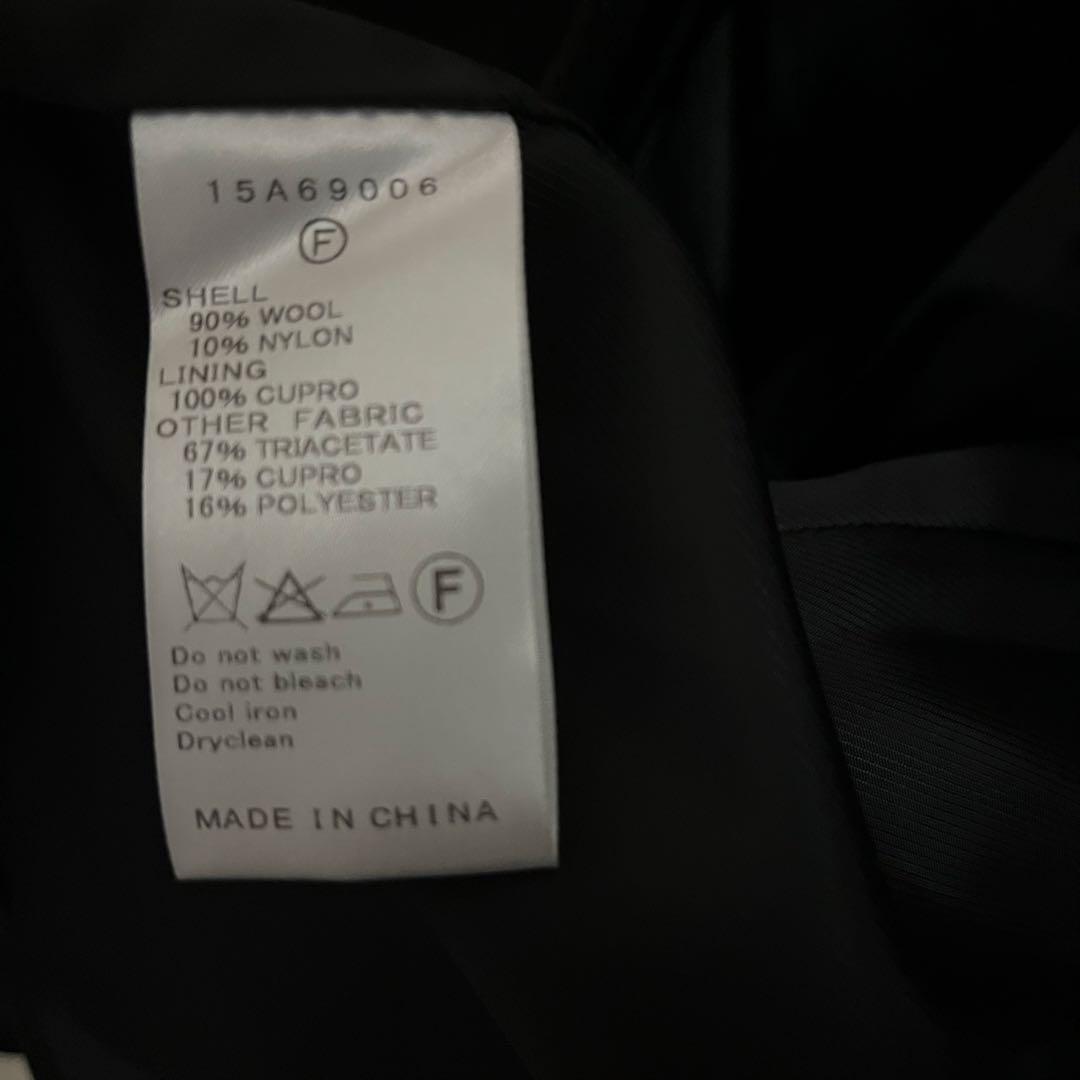 15A69006
F
SHELL
90% WOOL
10% NYLON
LINING
100% CUPRO
OTHER FABRIC
67% TRIACETATE
17% CUPRO
16% POLYESTER
F
Do not wash
Do not bleach
Cool iron
Dryclean
MADE IN CHINA